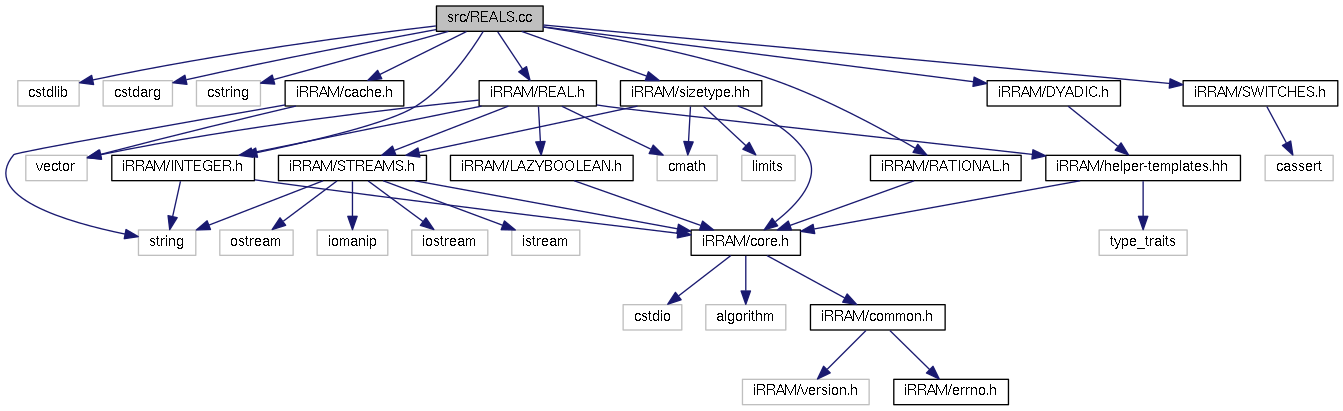 src/REALS.cc
cstdlib
cstdarg
cstring
iRRAM/cache.h
iRRAM/REAL.h
iRRAM/sizetype.hh
iRRAM/DYADIC.h
iRRAM/SWITCHES.h
vector
iRRAM/INTEGER.h
iRRAM/STREAMS.h
iRRAM/LAZYBOOLEAN.h
cmath
limits
iRRAM/RATIONAL.h
iRRAM/helper-templates.hh
cassert
string
ostream
iomanip
iostream
istream
iRRAM/core.h
type_traits
cstdio
algorithm
iRRAM/common.h
iRRAM/version.h
iRRAM/errno.h